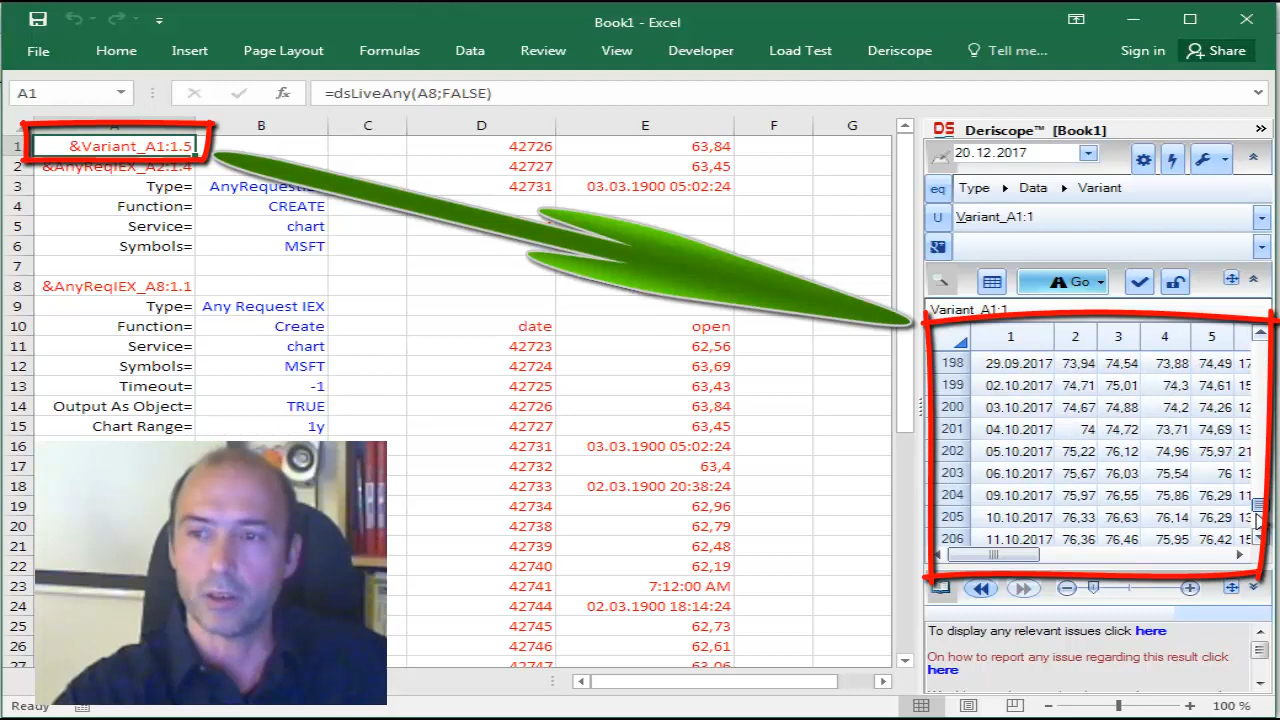 Book1 - Excel
File Home Insert Page Layout Formulas Data Review View Developer Load Test Deriscope Tell me... Sign in Share
A1 fx =dsLiveAny(A8;FALSE)
A B C D E F G
1 &Variant_A1:1.5 42726 63,84
2 &AnyReqIEX_A2:1.4 42727 63,45
3 Type= 42731 03.03.1900 05:02:24
4 Function= CREATE
5 Service= chart
6 Symbols= MSFT
7
8 &AnyReqIEX_A8:1.1
9 Type= Any Request IEX
10 Function= Create date open
11 Service= chart 42723 62,56
12 Symbols= MSFT 42724 63,69
13 Timeout= -1 42725 63,43
14 Output As Object= TRUE 42726 63,84
15 Chart Range= 1y 42727 63,45
16 42731 03.03.1900 05:02:24
17 42732 63,4
18 42733 02.03.1900 20:38:24
19 42734 62,96
20 42738 62,79
21 42739 62,48
22 42740 62,19
23 42741 7:12:00 AM
24 42744 02.03.1900 18:14:24
25 42745 62,73
26 42746 62,61
27 42747 63,06
Ready 100 %
DS Deriscope™ [Book1]
20.12.2017
eq Type Data Variant
U Variant_A1:1
Go
Variant_A1:1
1 2 3 4 5
198 29.09.2017 73,94 74,54 73,88 74,49 17
199 02.10.2017 74,71 75,01 74,3 74,61 15
200 03.10.2017 74,67 74,88 74,2 74,26 12
201 04.10.2017 74 74,72 73,71 74,69 13
202 05.10.2017 75,22 76,12 74,96 75,97 21
203 06.10.2017 75,67 76,03 75,54 76 13
204 09.10.2017 75,97 76,55 75,86 76,29 11
205 10.10.2017 76,33 76,63 76,14 76,29 13
206 11.10.2017 76,36 76,46 75,95 76,42 15
To display any relevant issues click here
On how to report any issue regarding this result click
here